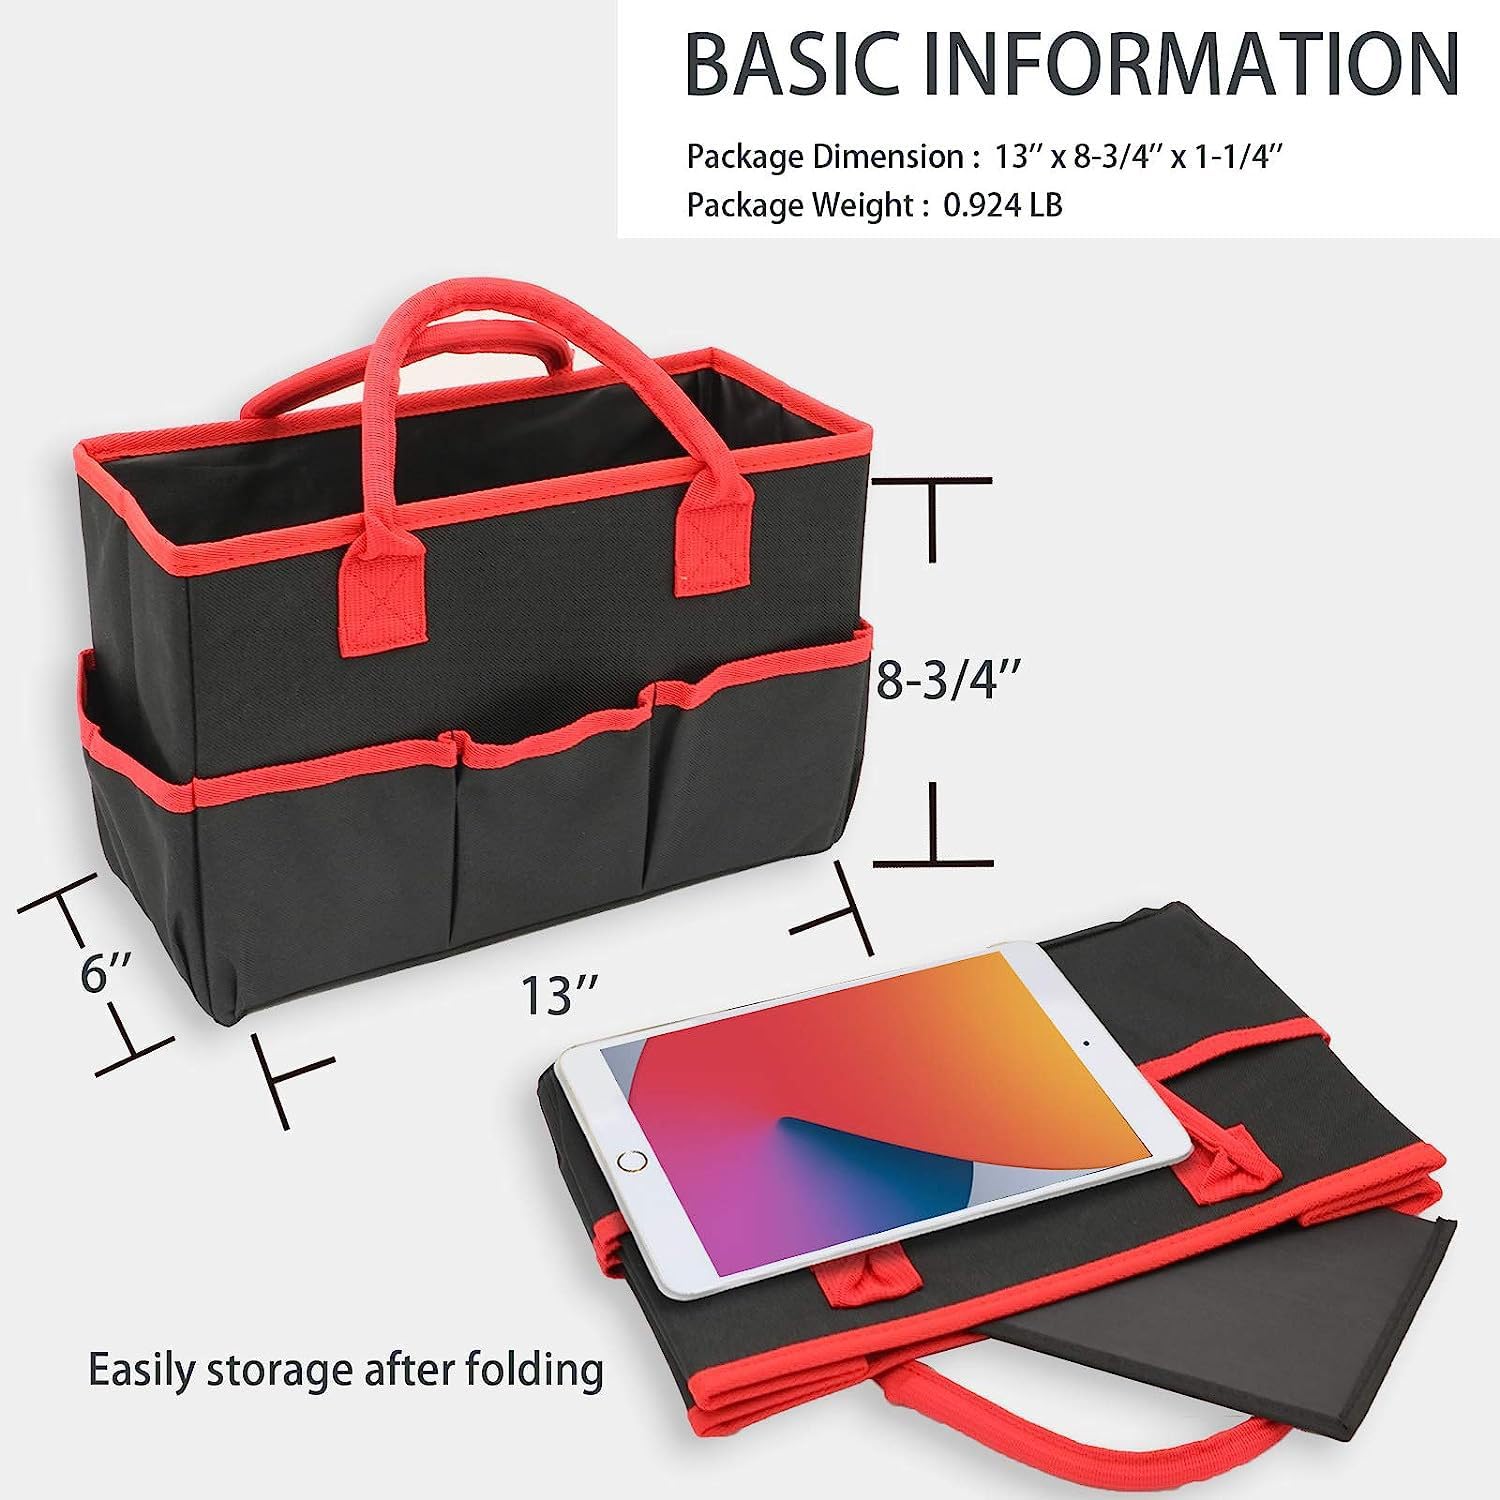 BASIC INFORMATION
Package Dimension : 13’’ x 8-3/4’’ x 1-1/4’’
Package Weight : 0.924 LB
8-3/4’’
6’’
13’’
Easily storage after folding